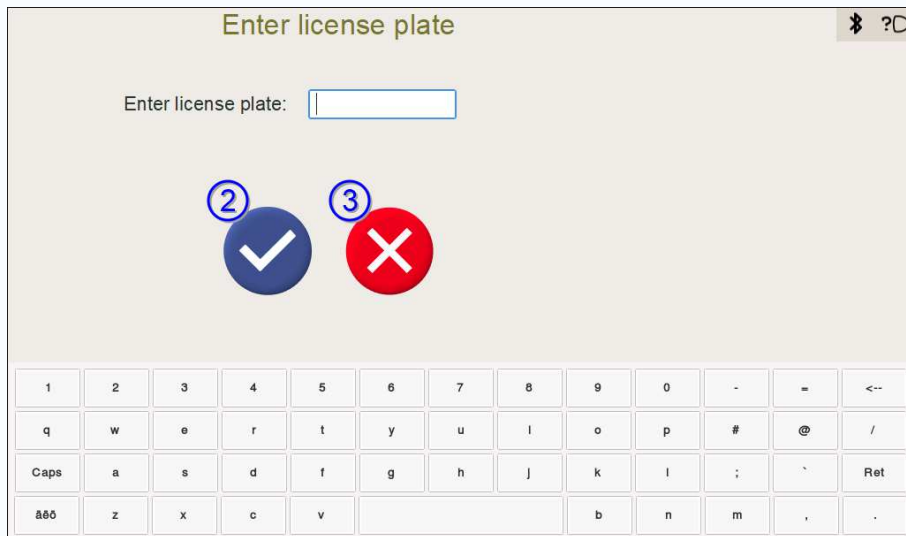 Enter license plate
?
Enter license plate:
2 3
1 2 3 4 5 6 7 8 9 0 - = <--
q w e r t y u I o p # @ /
Caps a s d f g h j k l ; ` Ret
äëö z x c v b n m , .